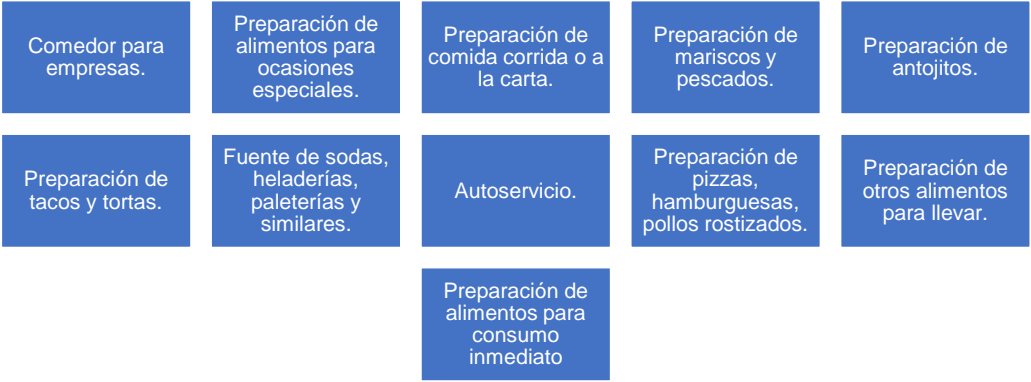 Comedor para
empresas.
Preparación de
alimentos para
ocasiones
especiales.
Preparación de
comida corrida o a
la carta.
Preparación de
mariscos y
pescados.
Preparación de
antojitos.
Preparación de
tacos y tortas.
Fuente de sodas,
heladerías,
paleterías y
similares.
Autoservicio.
Preparación de
pizzas,
hamburguesas,
pollos rostizados.
Preparación de
otros alimentos
para llevar.
Preparación de
alimentos para
consumo
inmediato